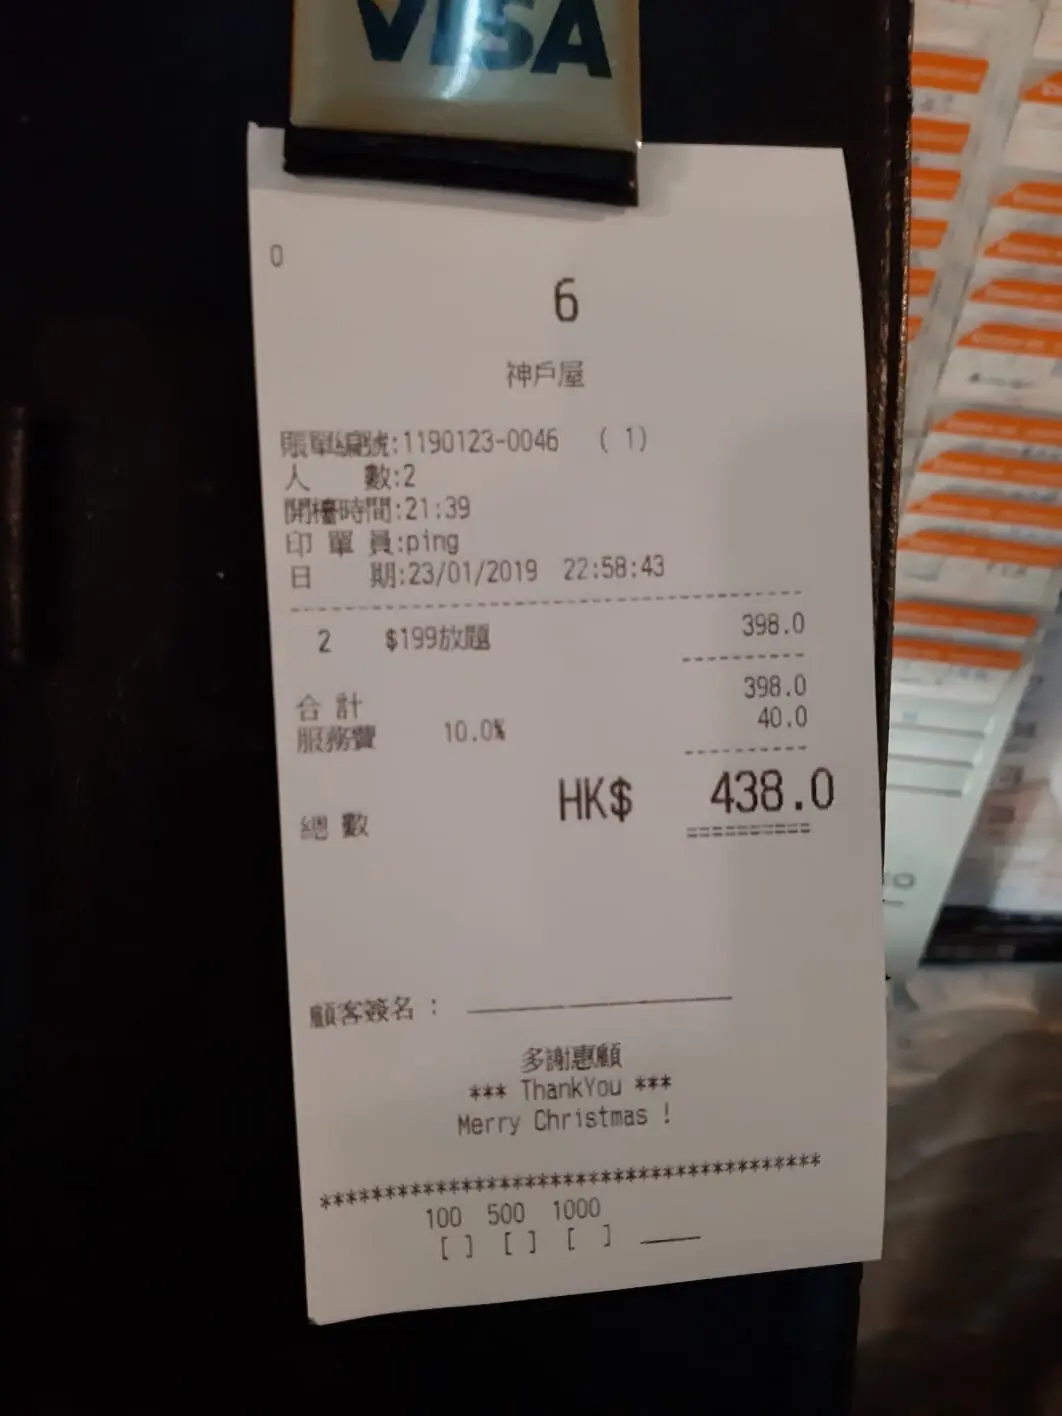 VISA
0
6
神戶屋
賬單編號:1190123-0046 ( 1)
人 數:2
開檯時間:21:39
印 單 員:ping
日 期:23/01/2019 22:58:43
2 $199放題 398.0
合 計 398.0
服務費 10.0% 40.0
總 數 HK$ 438.0
==========
顧客簽名 : 
多謝惠顧
*** ThankYou ***
Merry Christmas !
***************************************
100 500 1000
[ ] [ ] [ ] ____